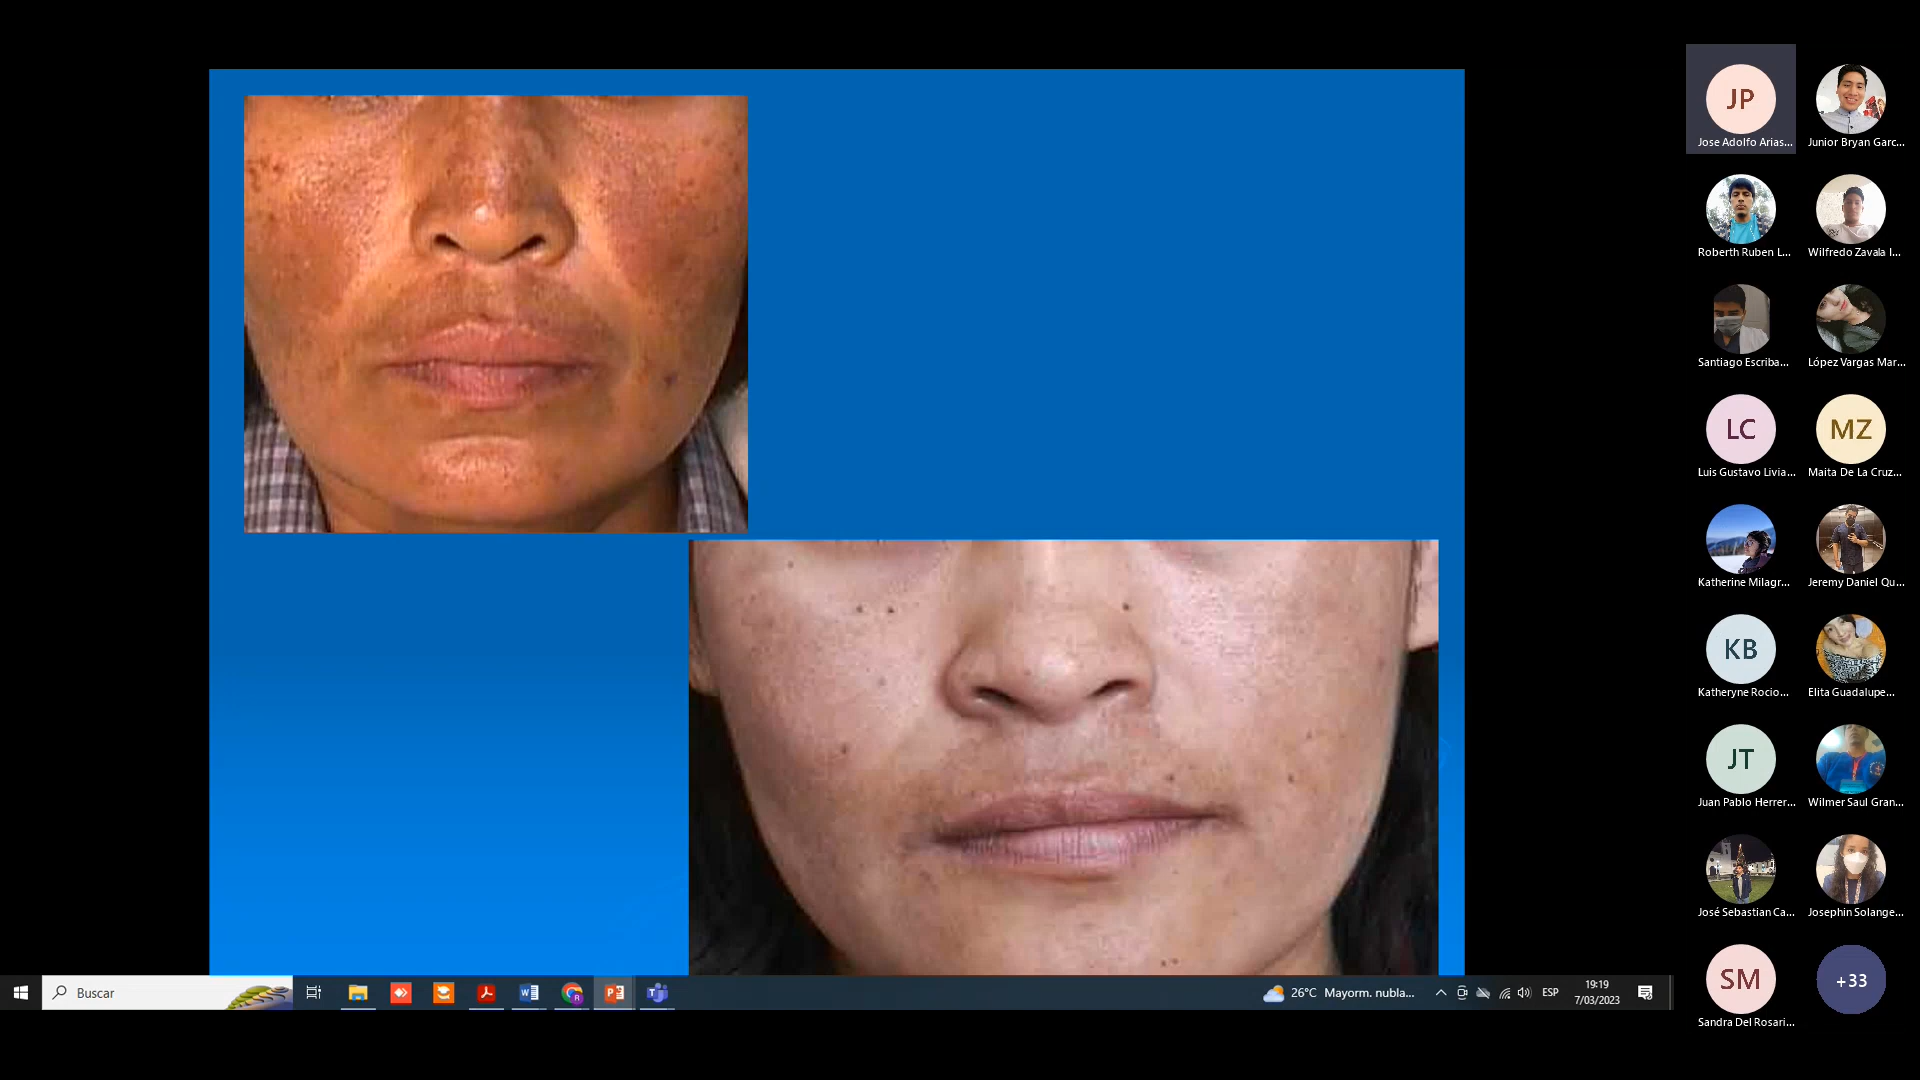 JP
Jose Adolfo Arias...
Junior Bryan Garc...
Roberth Ruben L...
Wilfredo Zavala I...
Santiago Escriba...
López Vargas Mar...
LC
Luis Gustavo Livia...
MZ
Maita De La Cruz...
Katherine Milagr...
Jeremy Daniel Qu...
KB
Katheryne Rocio...
Elita Guadalupe...
JT
Juan Pablo Herrer...
Wilmer Saul Gran...
José Sebastian Ca...
Josephin Solange...
SM
Sandra Del Rosari...
+33
Buscar
26°C Mayorm. nubla...
ESP
19:19
7/03/2023